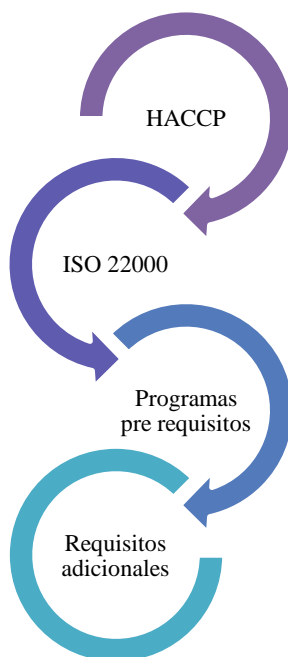 HACCP
ISO 22000
Programas
pre requisitos
Requisitos
adicionales